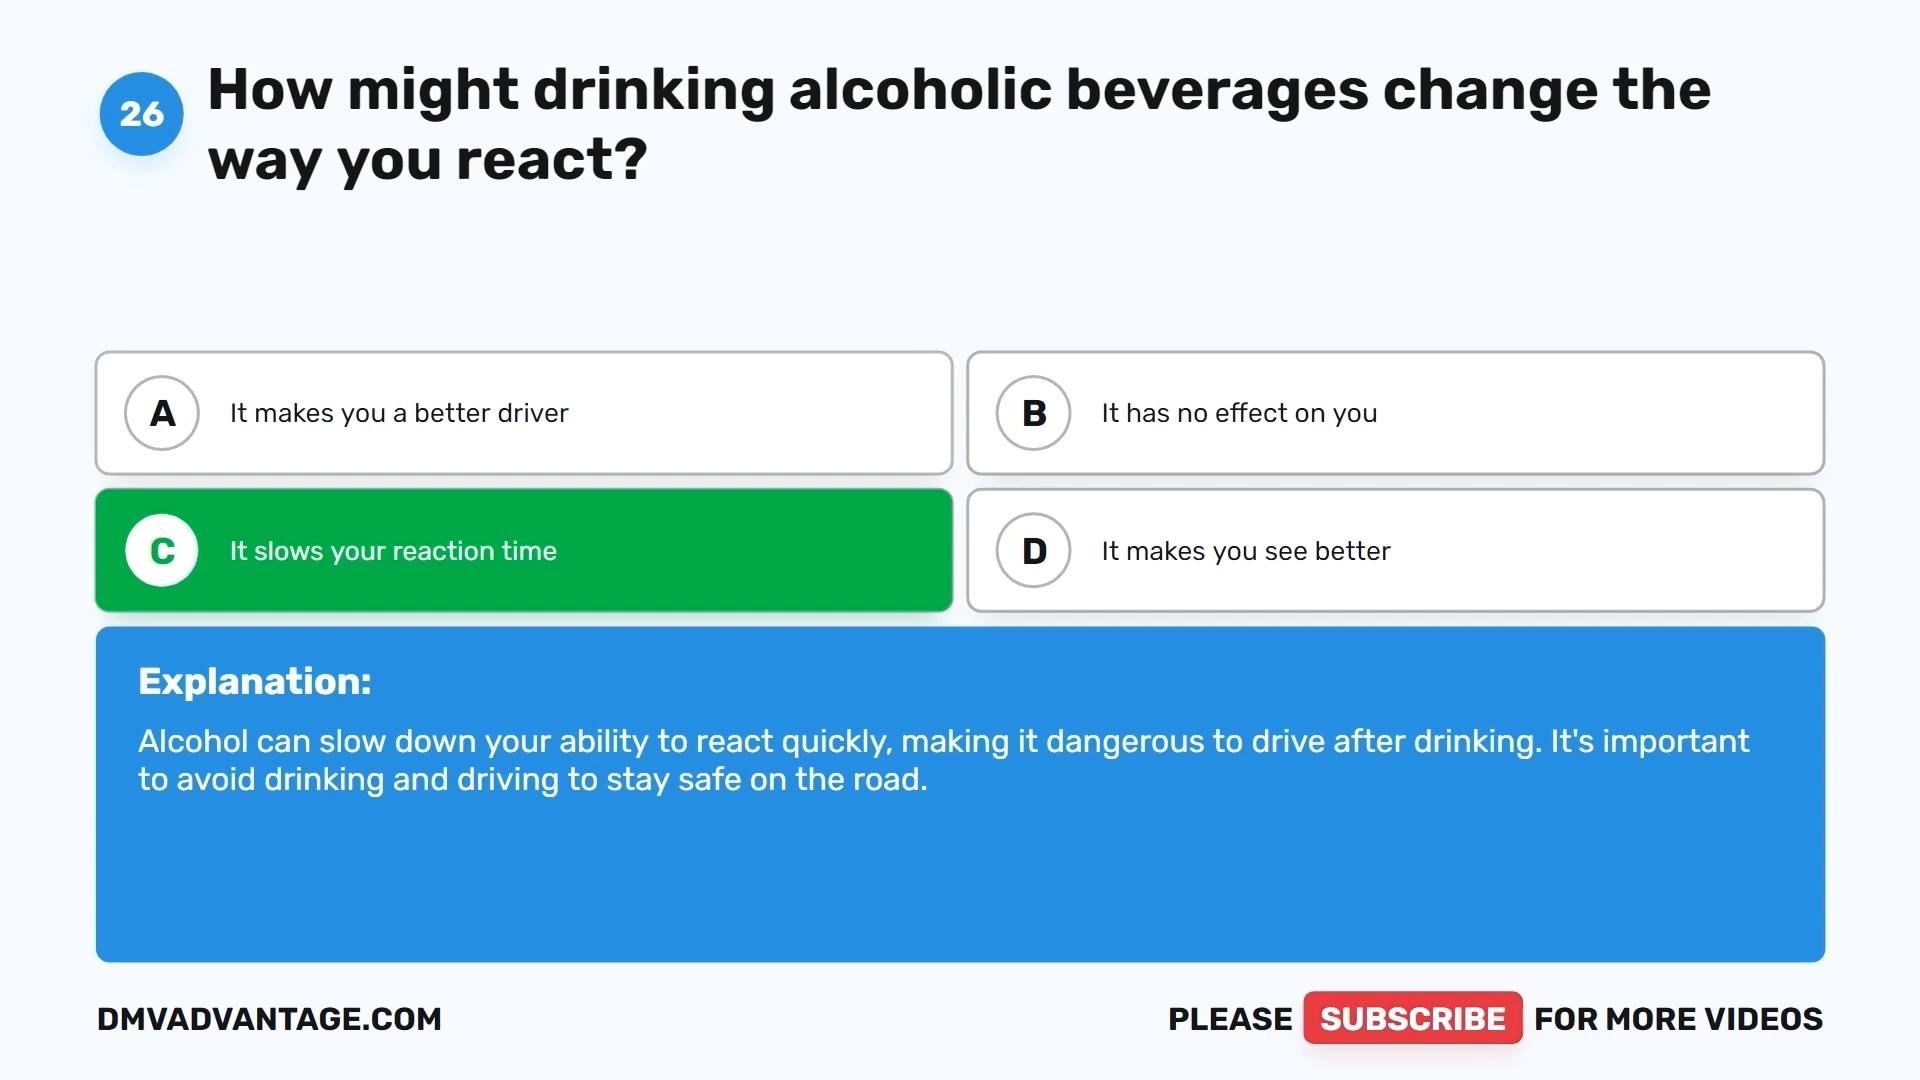 26
How might drinking alcoholic beverages change the
way you react?
A
It makes you a better driver
B
It has no effect on you
C
It slows your reaction time
D
It makes you see better
Explanation:
Alcohol can slow down your ability to react quickly, making it dangerous to drive after drinking. It's important
to avoid drinking and driving to stay safe on the road.
DMVADVANTAGE.COM
PLEASE SUBSCRIBE FOR MORE VIDEOS